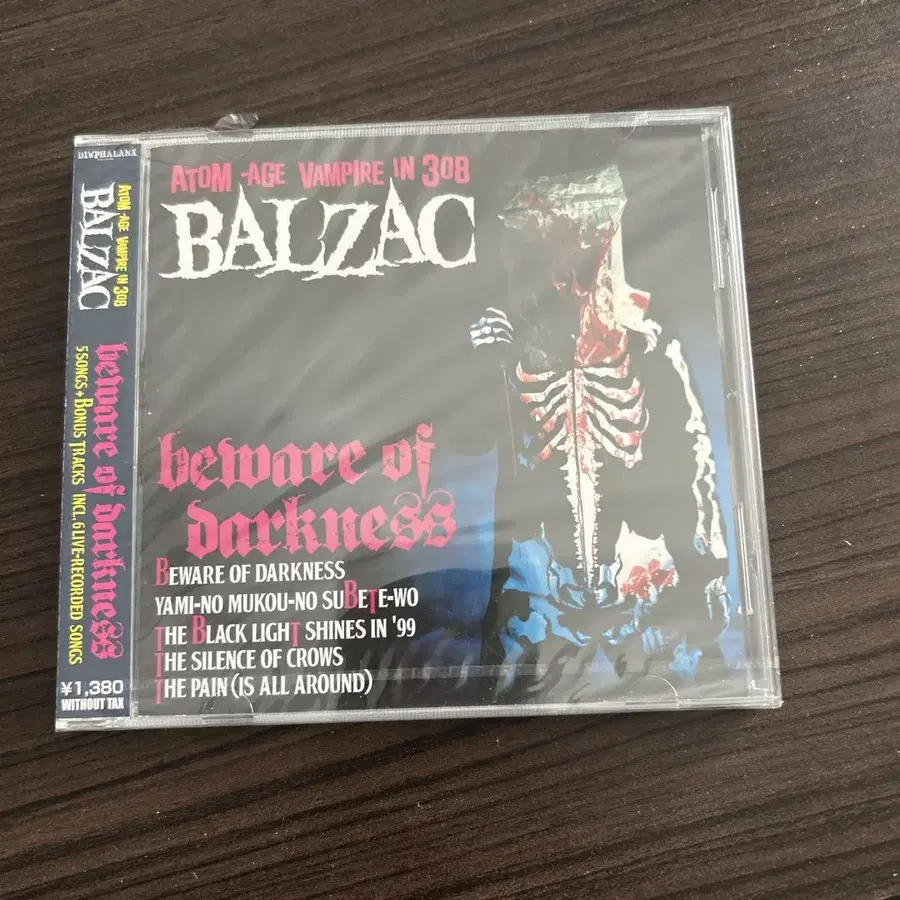 DIWPHALANX
ATOM-AGE VAMPIRE IN 308
BALZAC
beware of darkness
5 SONGS+BONUS TRACKS INCL. 6 LIVE-RECORDED SONGS
¥1,380
WITHOUT TAX
ATOM-AGE VAMPIRE IN 308
BALZAC
beware of
darkness
BEWARE OF DARKNESS
YAMI-NO MUKOU-NO SUBETE-WO
THE BLACK LIGHT SHINES IN '99
THE SILENCE OF CROWS
THE PAIN (IS ALL AROUND)